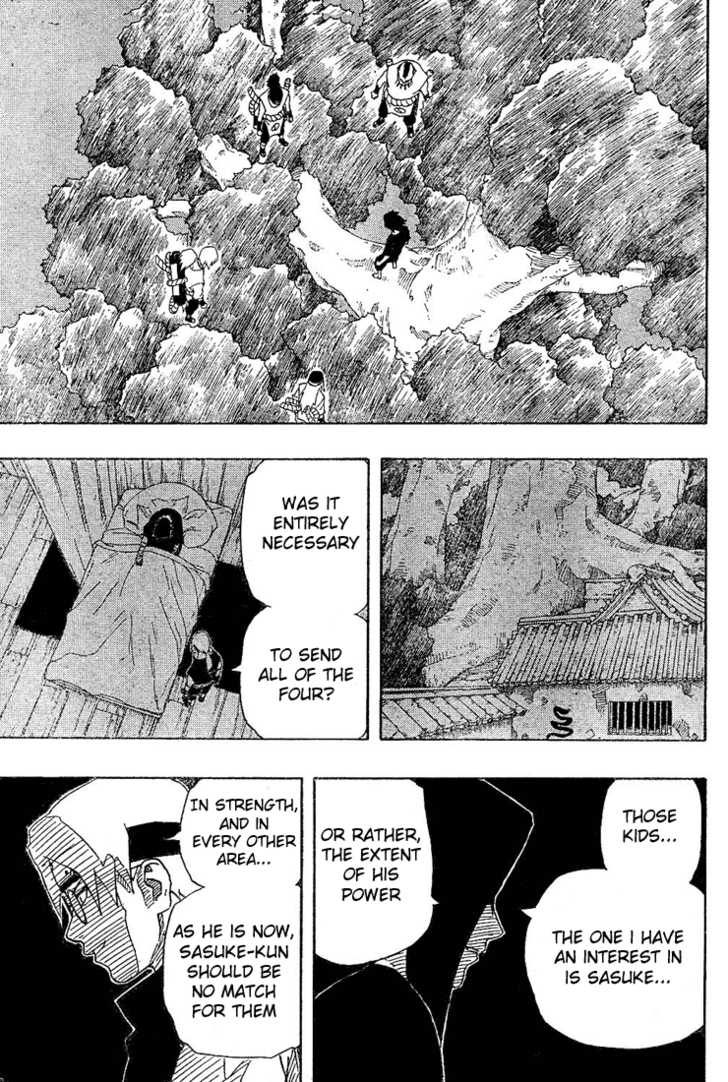 WAS IT
ENTIRELY
NECESSARY
TO SEND
ALL OF THE
FOUR?
THOSE
KIDS...
THE ONE I HAVE
AN INTEREST IN
IS SASUKE...
OR RATHER,
THE EXTENT
OF HIS
POWER
IN STRENGTH,
AND IN
EVERY OTHER
AREA...
AS HE IS NOW,
SASUKE-KUN
SHOULD BE
NO MATCH
FOR THEM